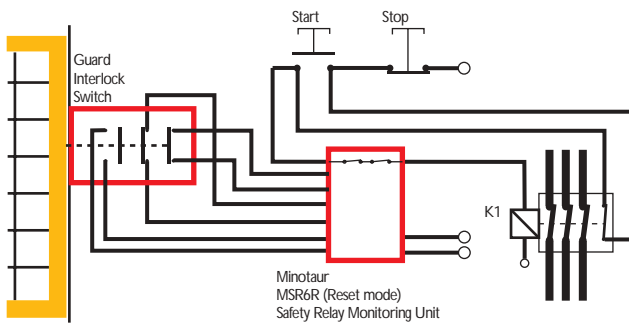 Start
Stop
Guard
Interlock
Switch
K1
Minotaur
MSR6R (Reset mode)
Safety Relay Monitoring Unit